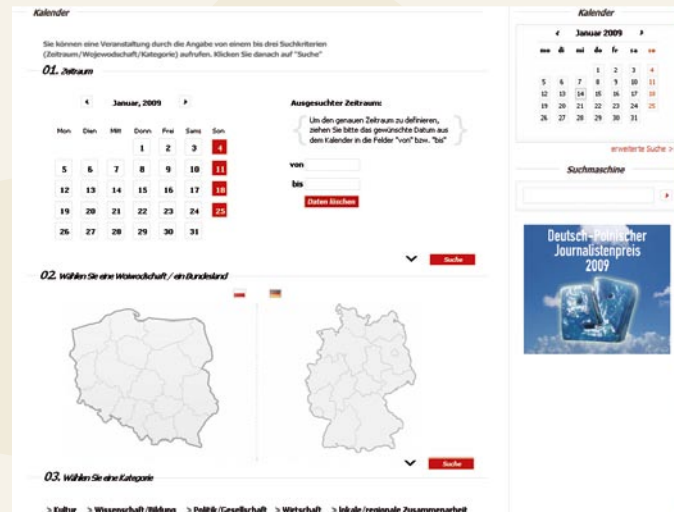 Kalender
Sie können eine Veranstaltung durch die Angabe von einem bis drei Suchkriterien
(Zeitraum/Wojewodschaft/Kategorie) aufrufen. Klicken Sie danach auf "Suche"
01. Zeitraum
Januar, 2009
Mon Dien Mitt Donn Frei Sams Son
1 2 3 4
5 6 7 8 9 10 11
12 13 14 15 16 17 18
19 20 21 22 23 24 25
26 27 28 29 30 31
Ausgesuchter Zeitraum:
Um den genauen Zeitraum zu definieren,
ziehen Sie bitte das gewünschte Datum aus
dem Kalender in die Felder "von" bzw. "bis"
von
bis
Daten löschen
Suche
02. Wählen Sie eine Woiwodschaft / ein Bundesland
Suche
03. Wählen Sie eine Kategorie
> Kultur > Wissenschaft/Bildung > Politik/Gesellschaft > Wirtschaft > lokale/regionale Zusammenarbeit
Kalender
Januar 2009
mo di mi do fr sa so
1 2 3 4
5 6 7 8 9 10 11
12 13 14 15 16 17 18
19 20 21 22 23 24 25
26 27 28 29 30 31
erweiterte Suche >
Suchmaschine
Deutsch-Polnischer
Journalistenpreis
2009